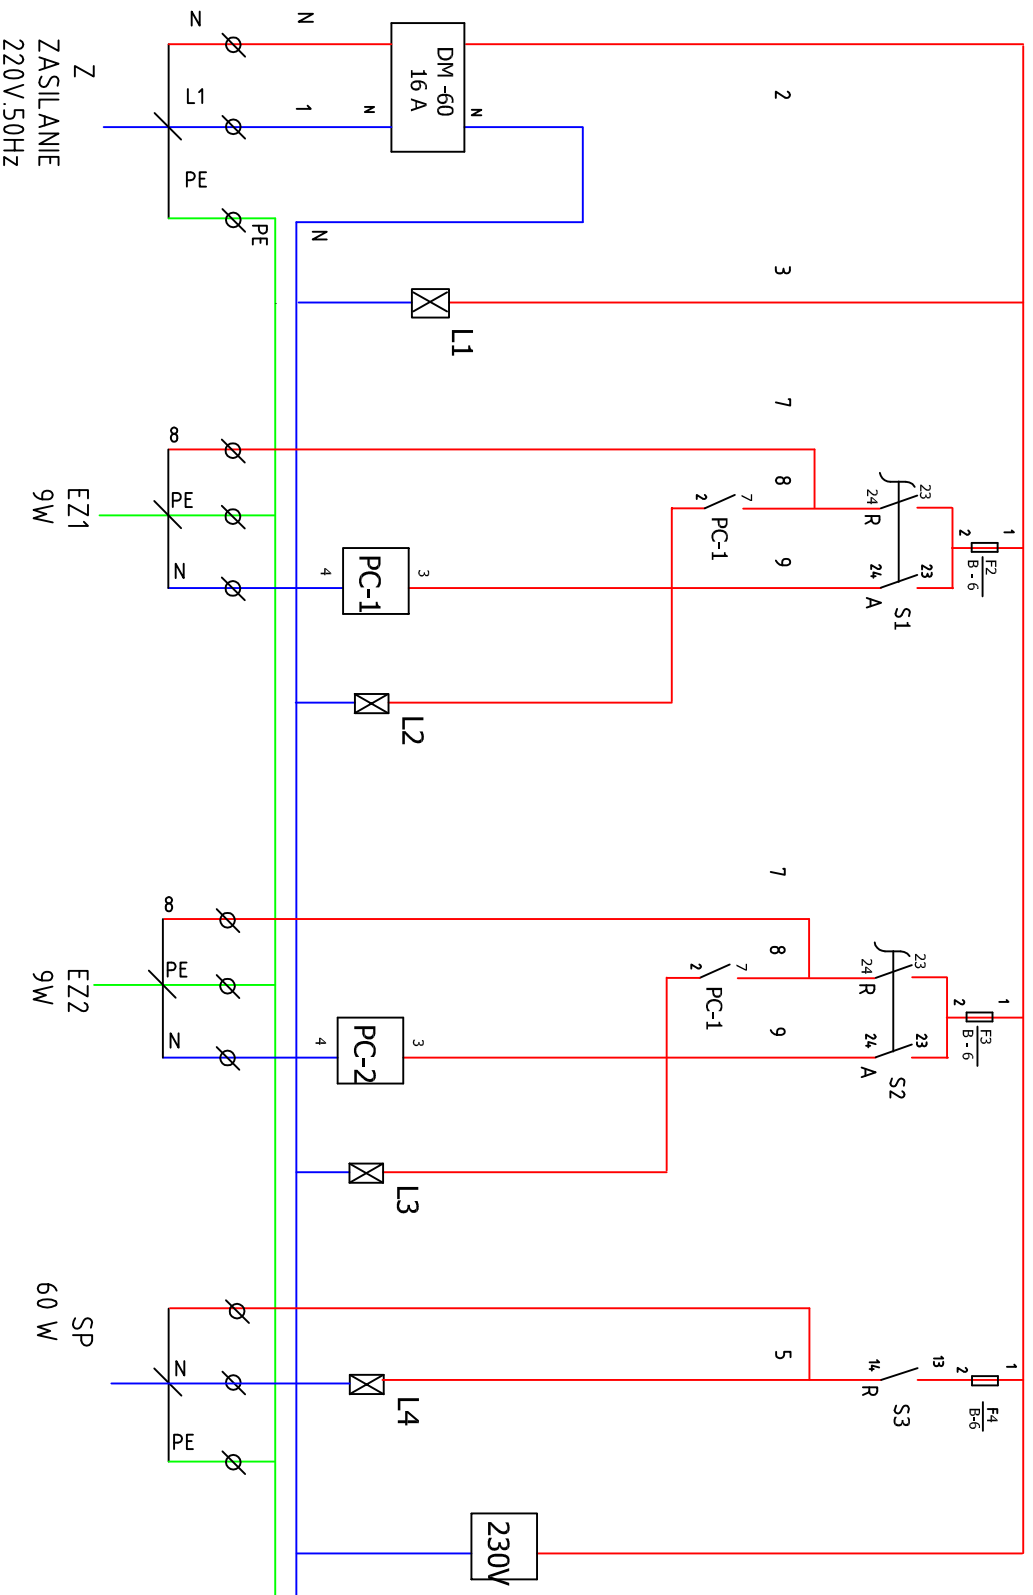 N
N
DM -60
16 A
N
N
L1
1
PE
PE
Z
ZASILANIE
220V.50Hz
2
N
3
L1
7
8
8
9
PE
N
EZ1
9W
PC-1
4
3
2
7
PC-1
24
23
R
24
23
A
S1
1
2
F2
B - 6
L2
7
8
8
9
PE
N
EZ2
9W
PC-2
4
3
2
7
PC-1
24
23
R
24
23
A
S2
1
2
F3
B - 6
L3
5
N
PE
SP
60 W
L4
14
13
R
S3
1
2
F4
B-6
230V